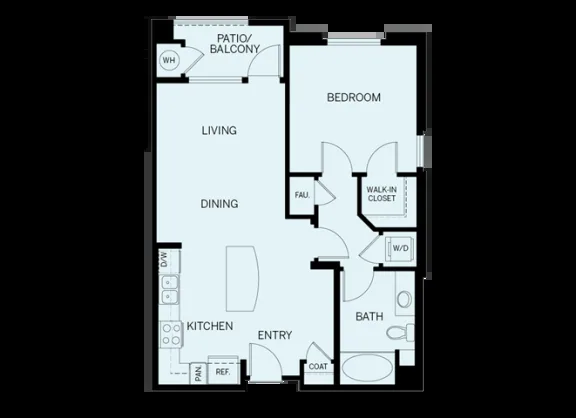 PATIO/
BALCONY
WH
BEDROOM
LIVING
FAU.
WALK-IN
CLOSET
DINING
W/D
D/W
BATH
KITCHEN
ENTRY
PAN.
REF.
COAT